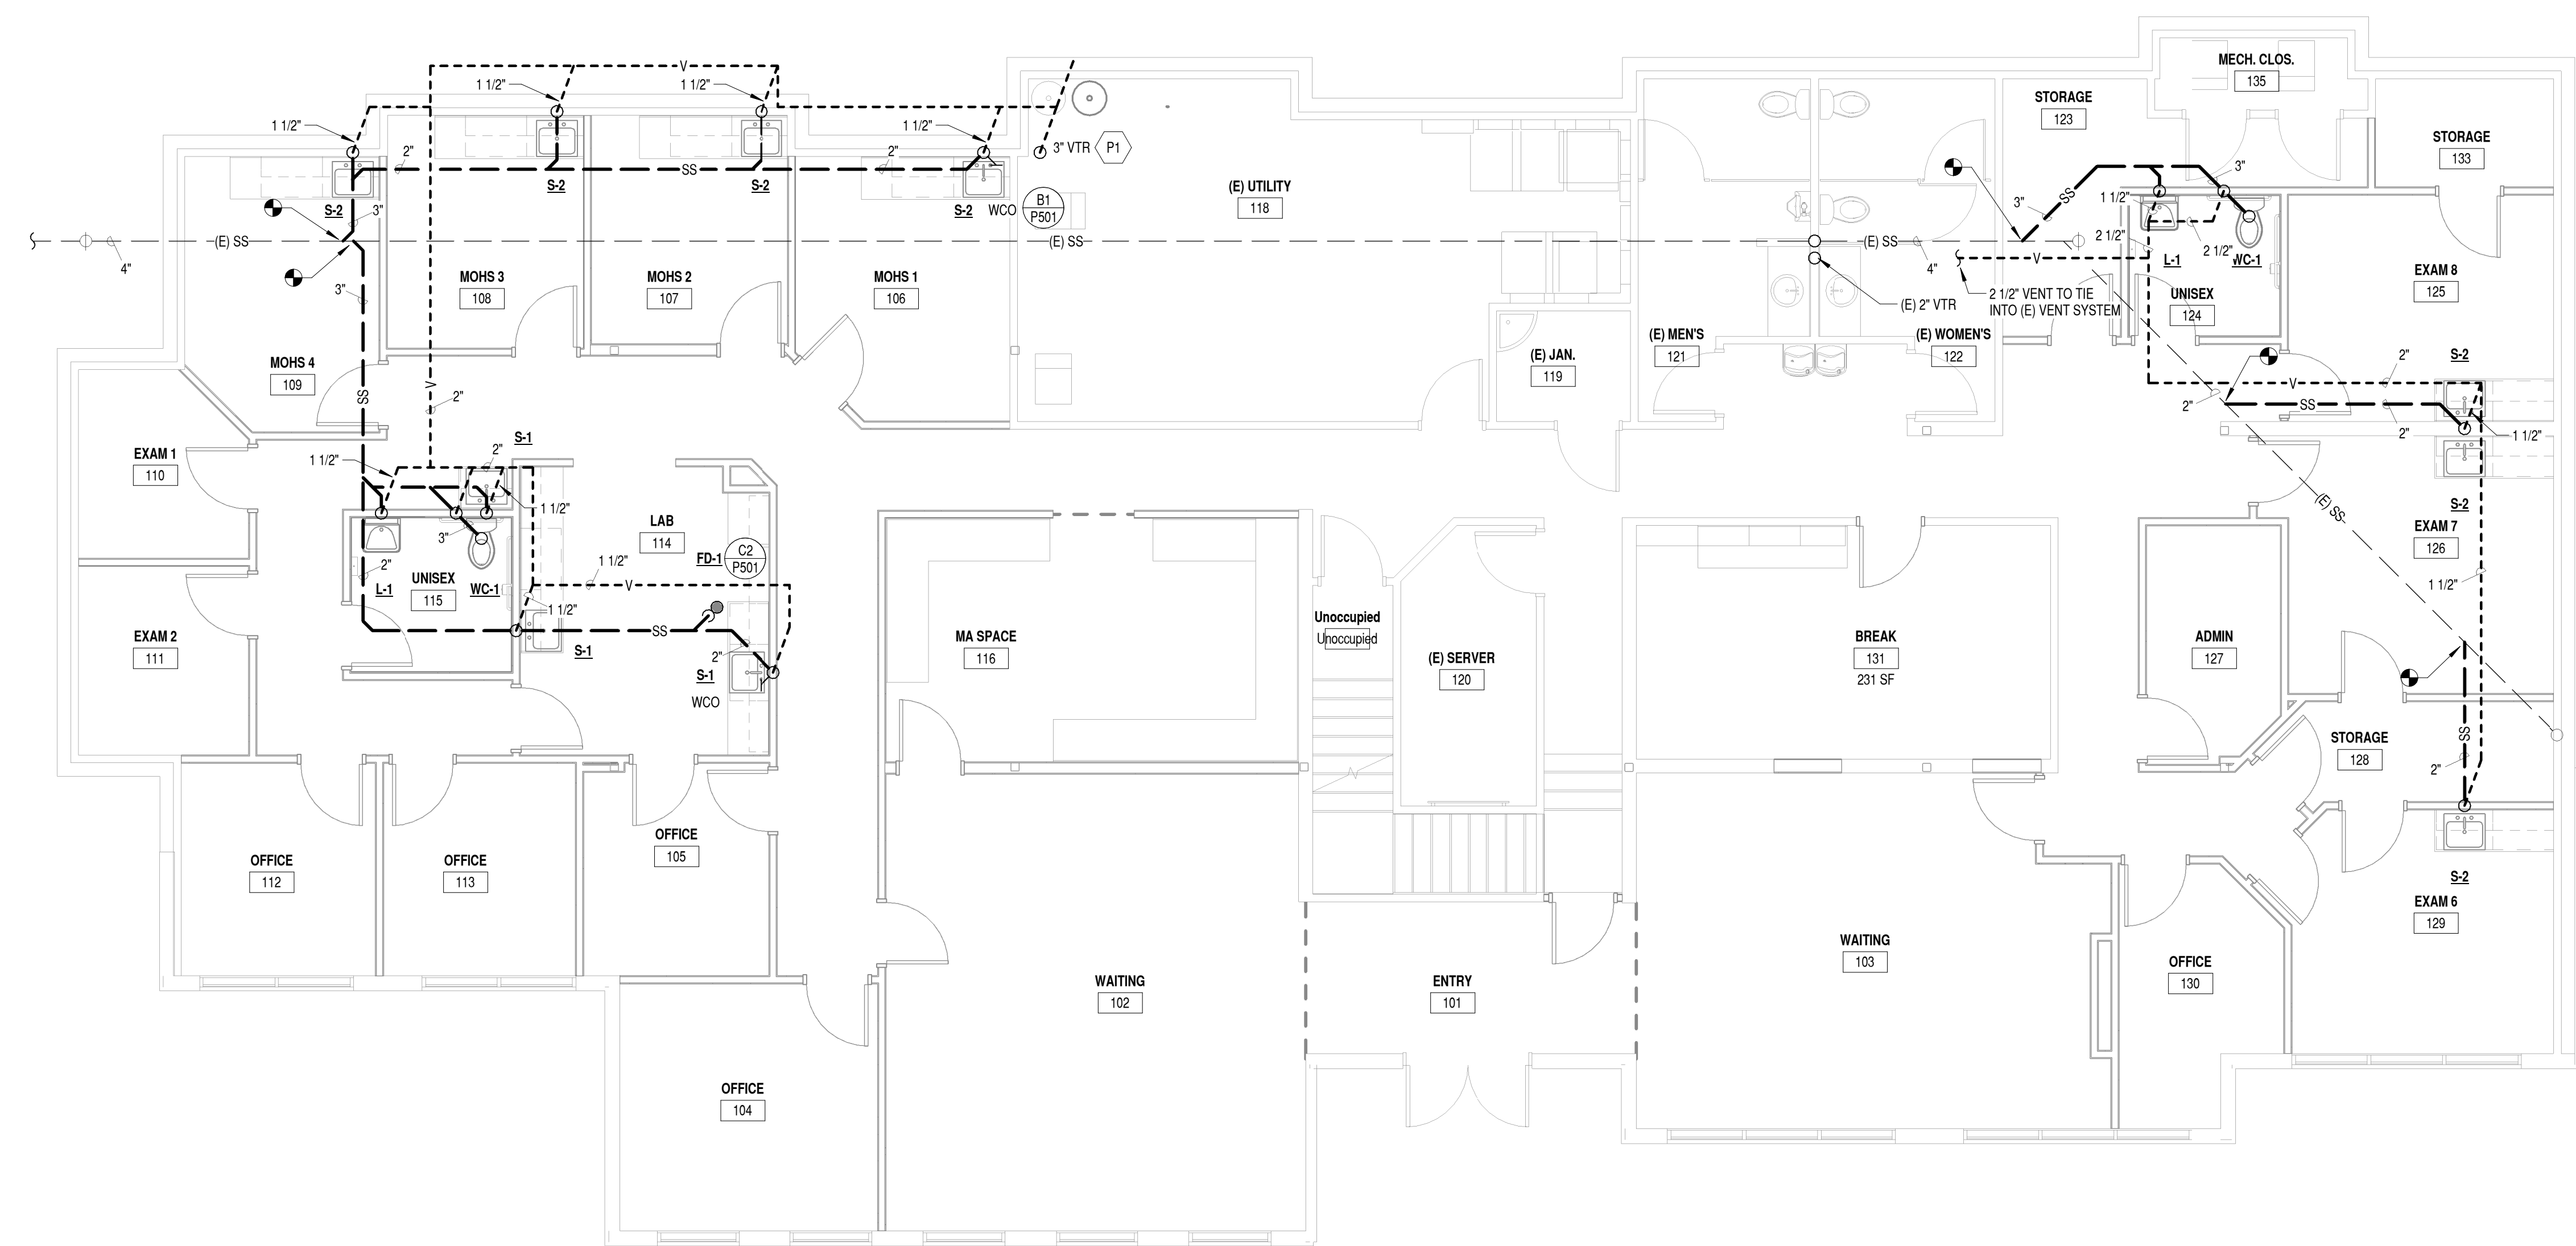 MECH. CLOS.
135
V
1 1/2"
1 1/2"
STORAGE
123
1 1/2"
1 1/2"
3" VTR
P1
STORAGE
133
2"
SS
2"
3"
(E) UTILITY
118
S-2
S-2
S-2
3"
S-2
WCO
B1
P501
3"
SS
1 1/2"
4"
(E) SS
(E) SS
(E) SS
4"
2 1/2"
2 1/2"
V
L-1
WC-1
MOHS 3
108
MOHS 2
107
MOHS 1
106
EXAM 8
125
3"
2 1/2" VENT TO TIE
INTO (E) VENT SYSTEM
UNISEX
124
(E) 2" VTR
(E) MEN'S
121
(E) WOMEN'S
122
MOHS 4
109
(E) JAN.
119
S-2
2"
V
V
2"
SS
2"
SS
2"
1 1/2"
S-1
EXAM 1
110
1 1/2"
2"
1 1/2"
(E) SS
S-2
LAB
114
EXAM 7
126
3"
FD-1
C2
P501
2"
1 1/2"
UNISEX
115
L-1
WC-1
V
1 1/2"
1 1/2"
Unoccupied
Unoccupied
EXAM 2
111
SS
S-1
2"
S-1
WCO
MA SPACE
116
(E) SERVER
120
BREAK
131
231 SF
ADMIN
127
STORAGE
128
SS
2"
OFFICE
112
OFFICE
113
OFFICE
105
S-2
EXAM 6
129
WAITING
103
OFFICE
130
WAITING
102
ENTRY
101
OFFICE
104